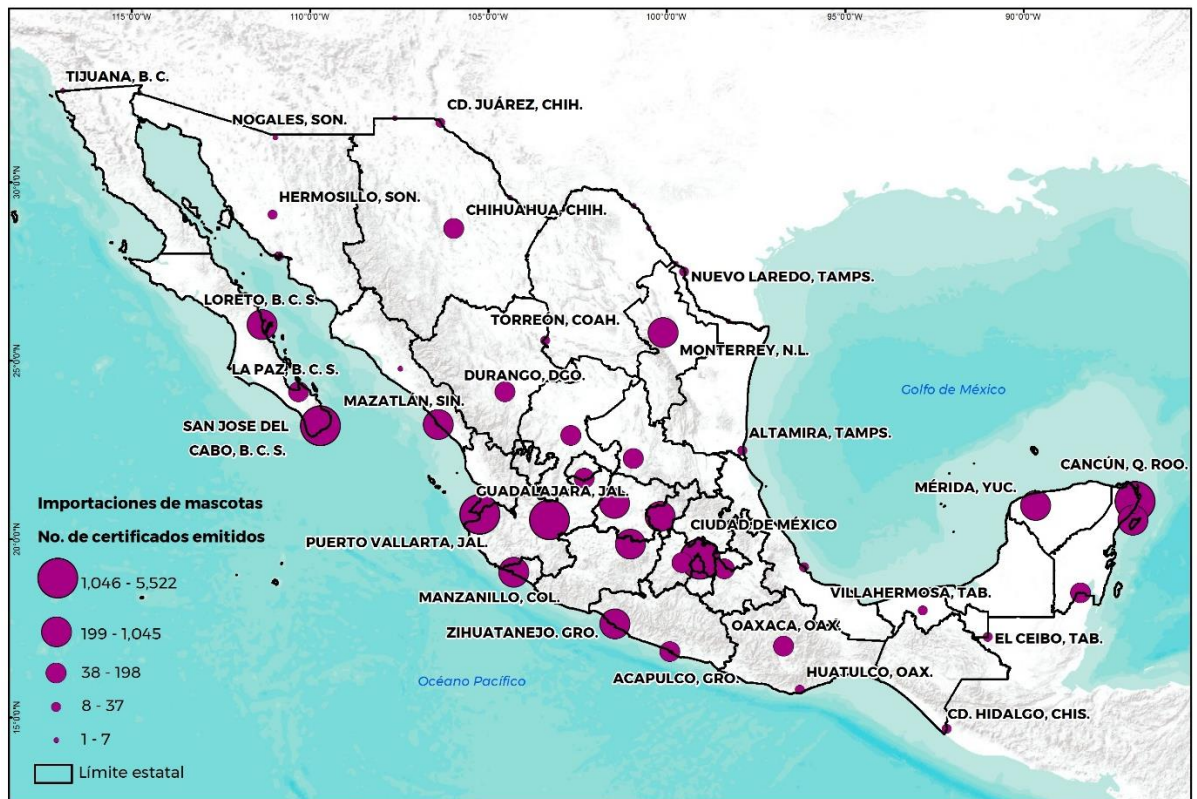 115°0'0"W
110°0'0"W
105°0'0"W
100°0'0"W
95°0'0"W
90°0'0"W
TIJUANA, B. C.
CD. JUÁREZ, CHIH.
NOGALES, SON.
30°0'0"N
HERMOSILLO, SON.
CHIHUAHUA, CHIH.
NUEVO LAREDO, TAMPS.
LORETO, B. C. S.
TORREÓN, COAH.
MONTERREY, N.L.
25°0'0"N
LA PAZ, B. C. S.
DURANGO, DGO.
Golfo de México
MAZATLÁN, SIN.
SAN JOSE DEL
CABO, B. C. S.
ALTAMIRA, TAMPS.
CANCÚN, Q. ROO.
MÉRIDA, YUC.
GUADALAJARA, JAL.
CIUDAD DE MÉXICO
20°0'0"N
PUERTO VALLARTA, JAL.
MANZANILLO, COL.
VILLAHERMOSA, TAB.
ZIHUATANEJO. GRO.
OAXACA, OAX.
EL CEIBO, TAB.
ACAPULCO, GRO.
HUATULCO, OAX.
Océano Pacífico
CD. HIDALGO, CHIS.
15°0'0"N
Importaciones de mascotas
No. de certificados emitidos
1,046 - 5,522
199 - 1,045
38 - 198
8 - 37
1 - 7
Límite estatal